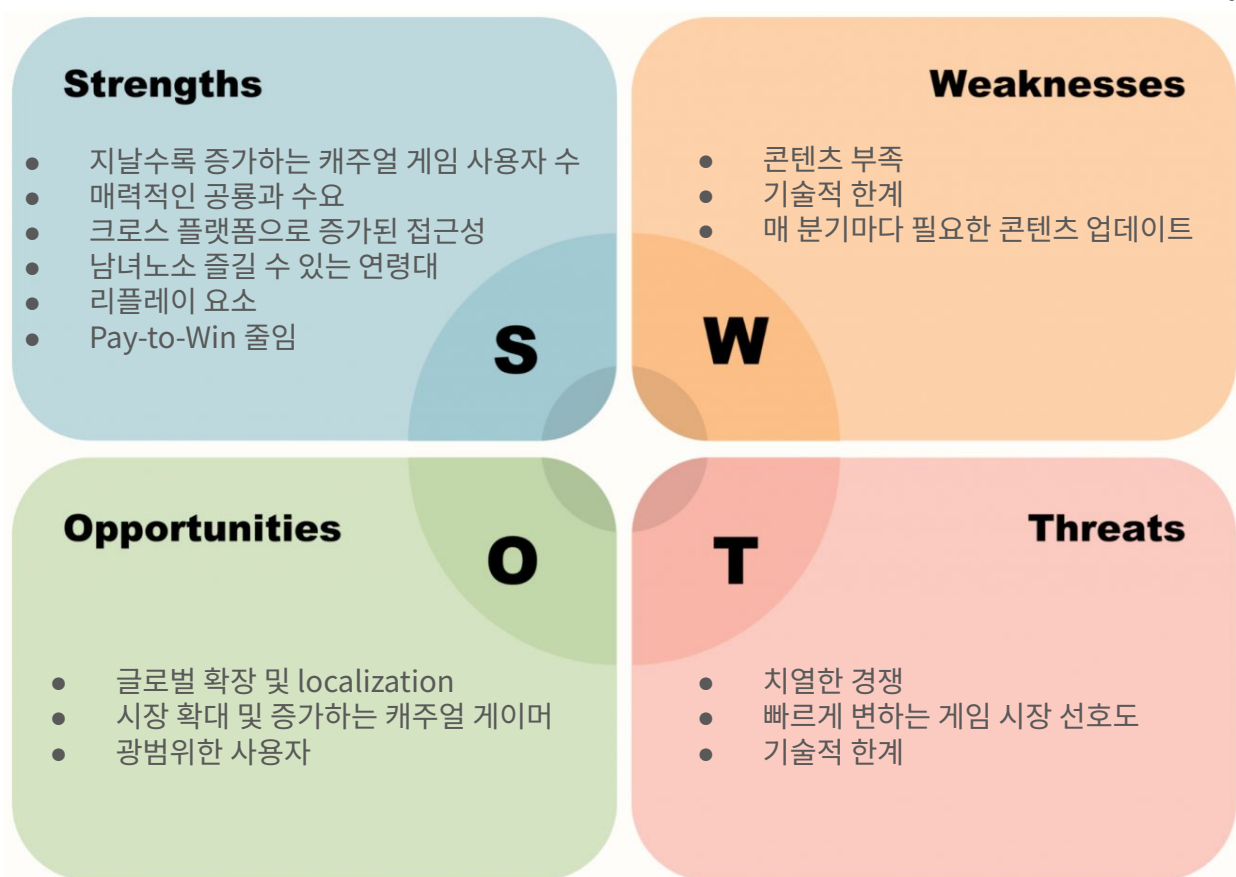 Strengths
● 지날수록 증가하는 캐주얼 게임 사용자 수
● 매력적인 공룡과 수요
● 크로스 플랫폼으로 증가된 접근성
● 남녀노소 즐길 수 있는 연령대
● 리플레이 요소
● Pay-to-Win 줄임
S
Weaknesses
● 콘텐츠 부족
● 기술적 한계
● 매 분기마다 필요한 콘텐츠 업데이트
W
Opportunities
O
● 글로벌 확장 및 localization
● 시장 확대 및 증가하는 캐주얼 게이머
● 광범위한 사용자
Threats
T
● 치열한 경쟁
● 빠르게 변하는 게임 시장 선호도
● 기술적 한계